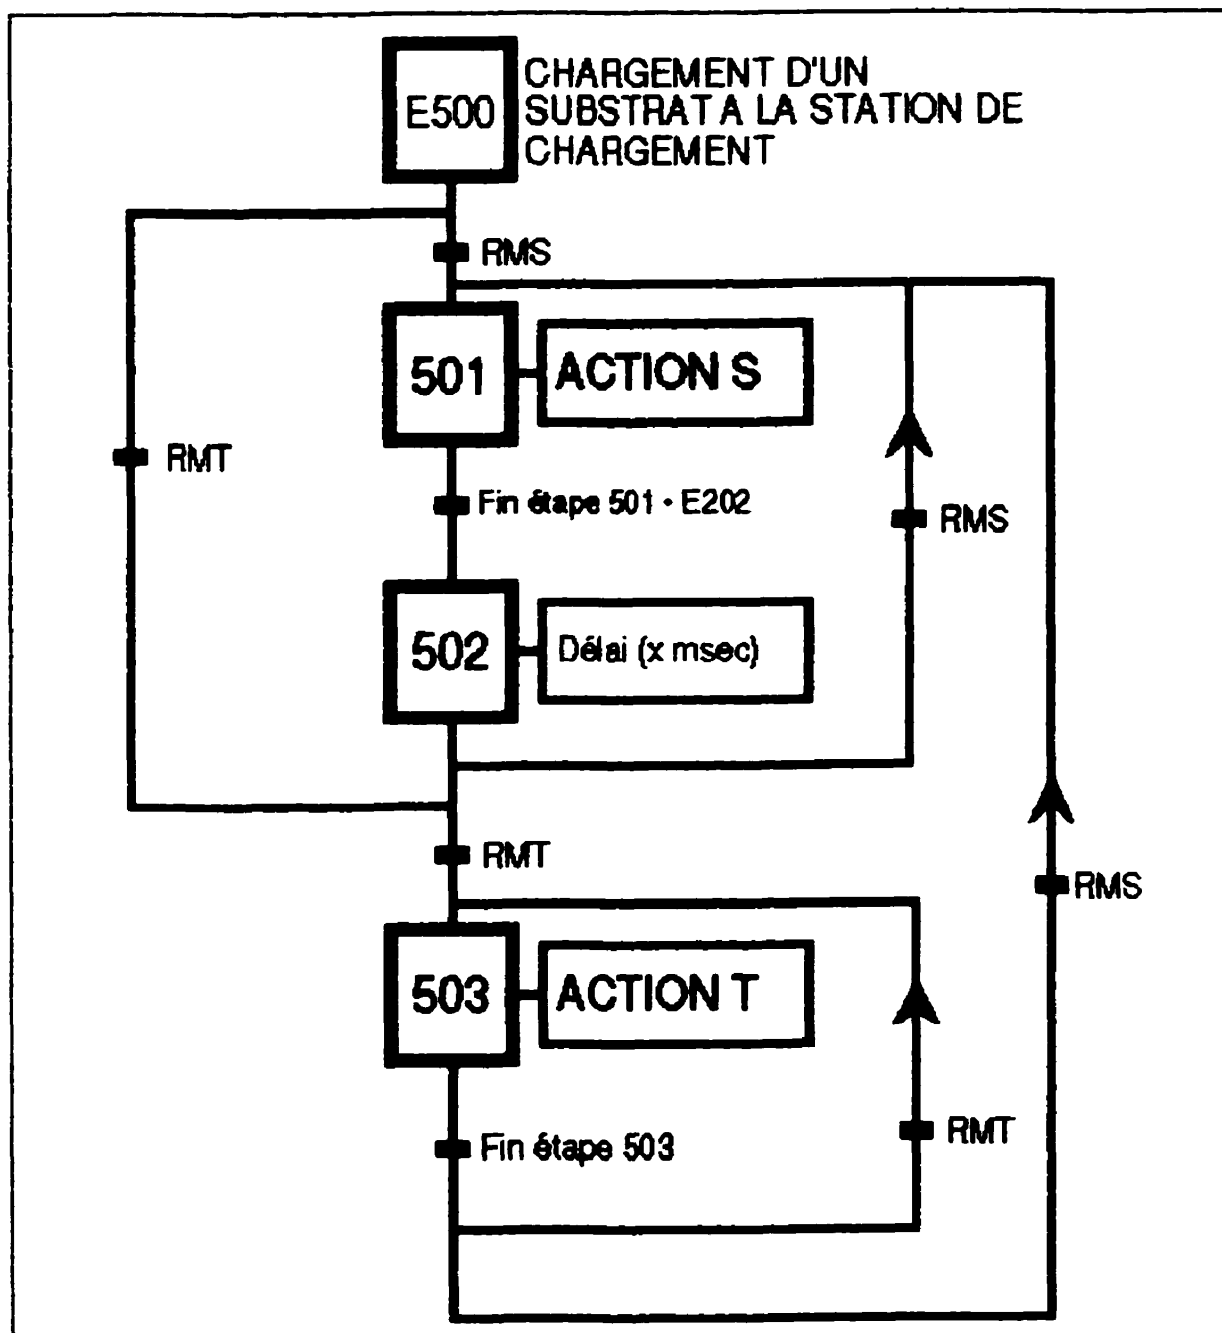 E500
CHARGEMENT D'UN
SUBSTRAT A LA STATION DE
CHARGEMENT
RMS
501
ACTION S
RMT
Fin étape 501 • E202
RMS
502
Délai (x msec)
RMT
RMS
503
ACTION T
RMT
Fin étape 503